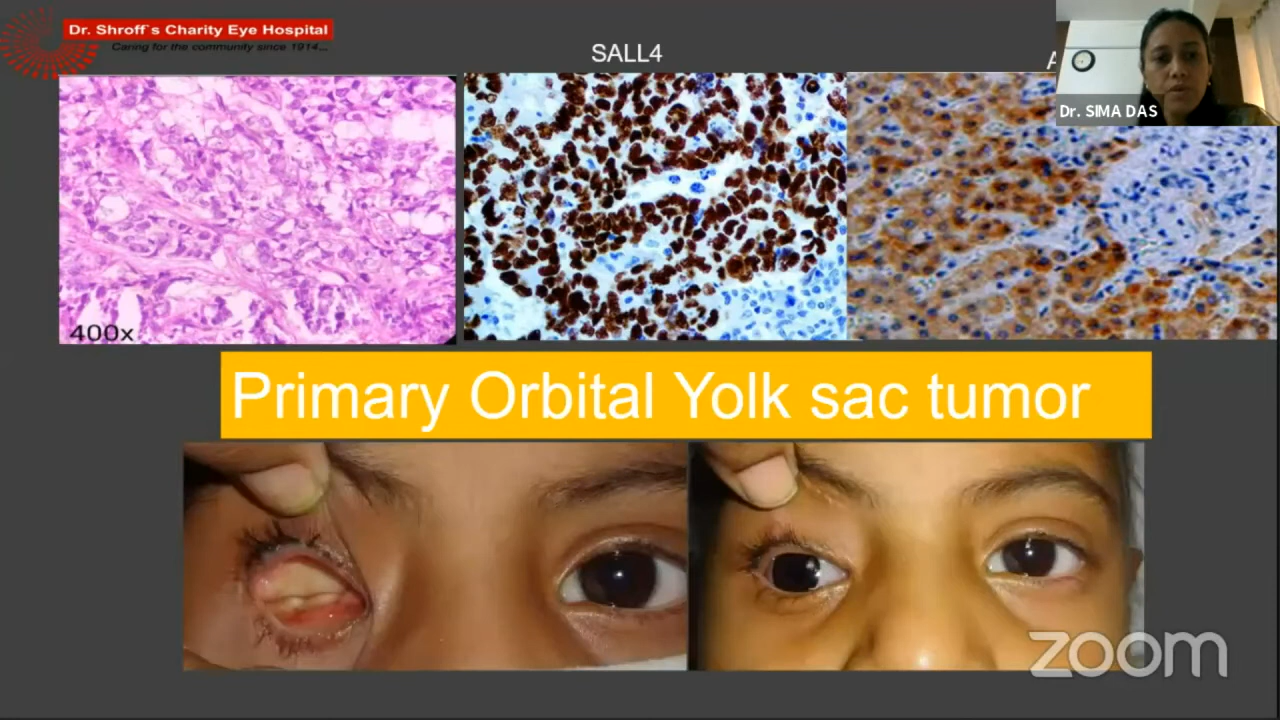 Dr. Shroff`s Charity Eye Hospital
Caring for the community since 1914...
SALL4
A
Dr. SIMA DAS
400x
Primary Orbital Yolk sac tumor
zoom